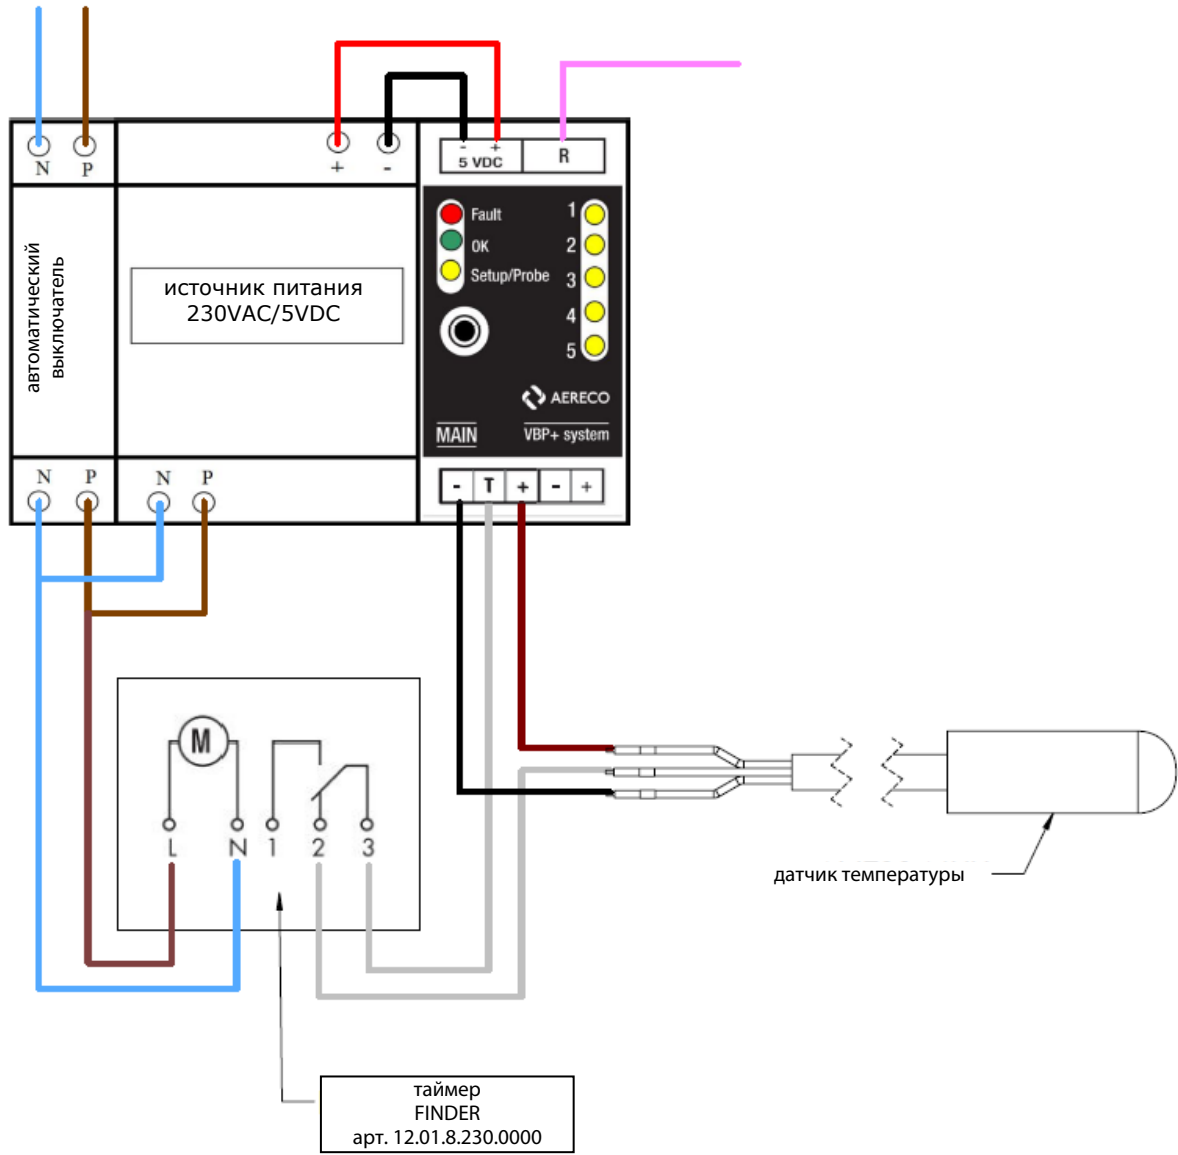 N P
+ -
- +
5 VDC
R
автоматический
выключатель
источник питания
230VAC/5VDC
Fault
OK
Setup/Probe
1
2
3
4
5
AERECO
MAIN
VBP+ system
N P
N P
- T + - +
M
L N 1 2 3
датчик температуры
таймер
FINDER
арт. 12.01.8.230.0000